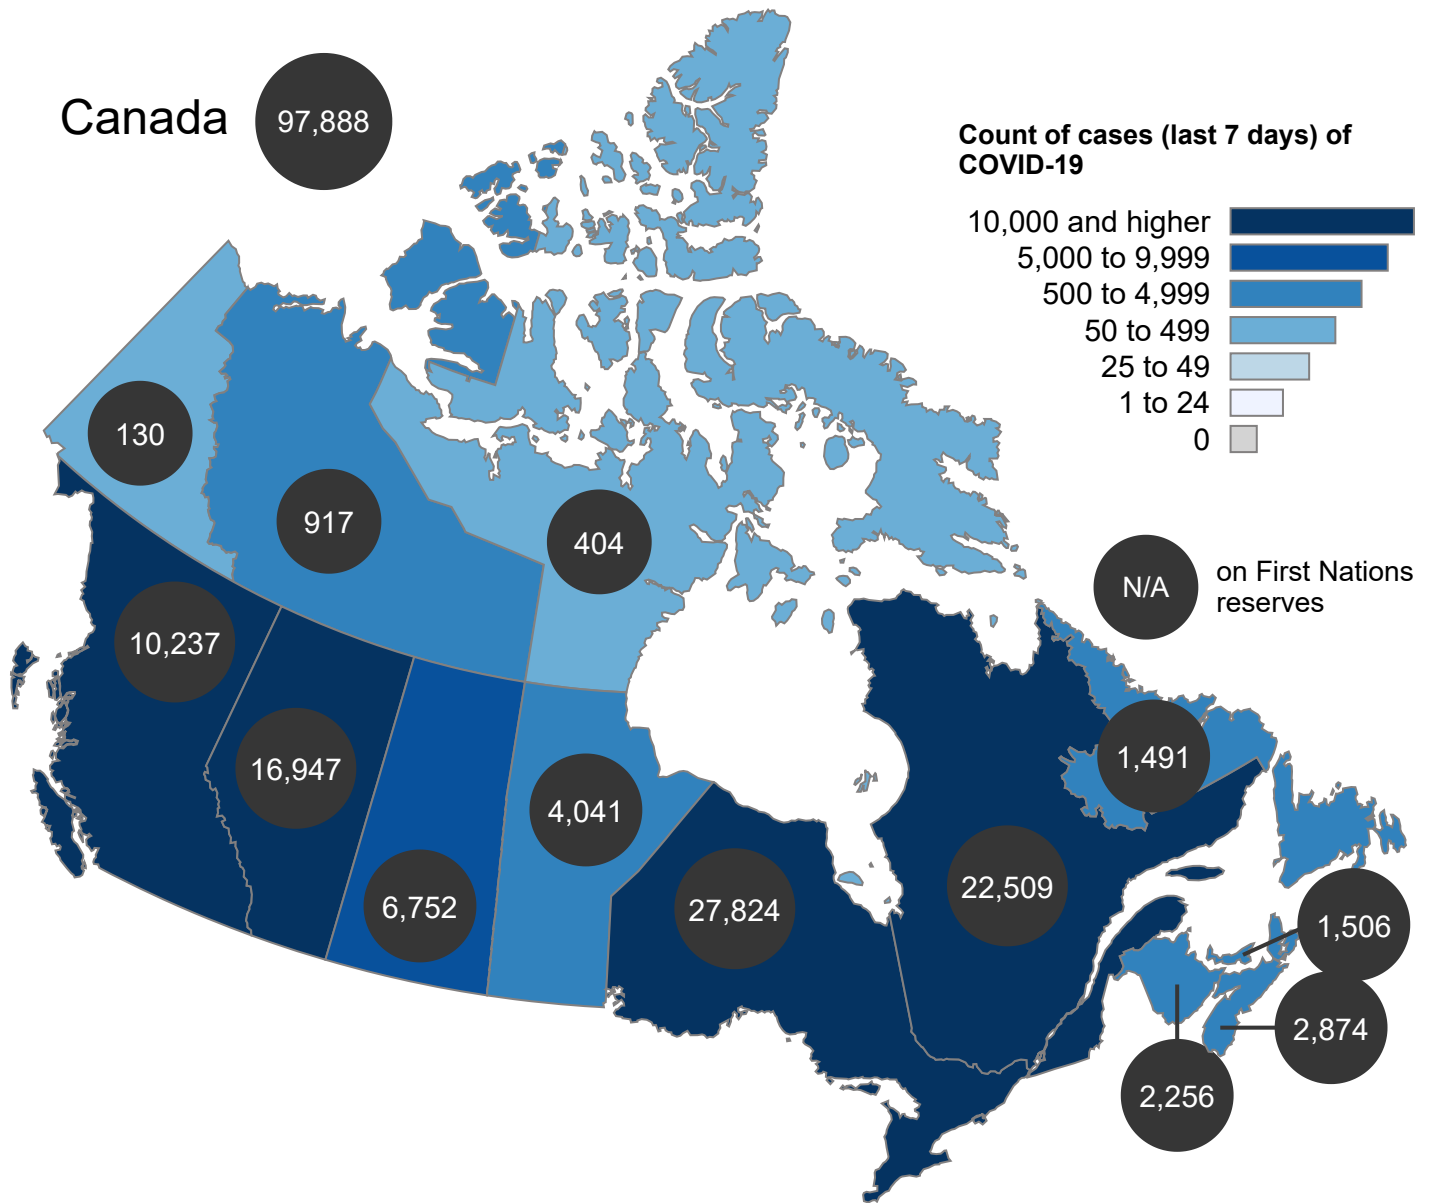 Canada
97,888
Count of cases (last 7 days) of
COVID-19
10,000 and higher
5,000 to 9,999
500 to 4,999
50 to 499
25 to 49
1 to 24
0
130
917
404
N/A
on First Nations
reserves
10,237
16,947
6,752
4,041
27,824
22,509
1,491
1,506
2,874
2,256